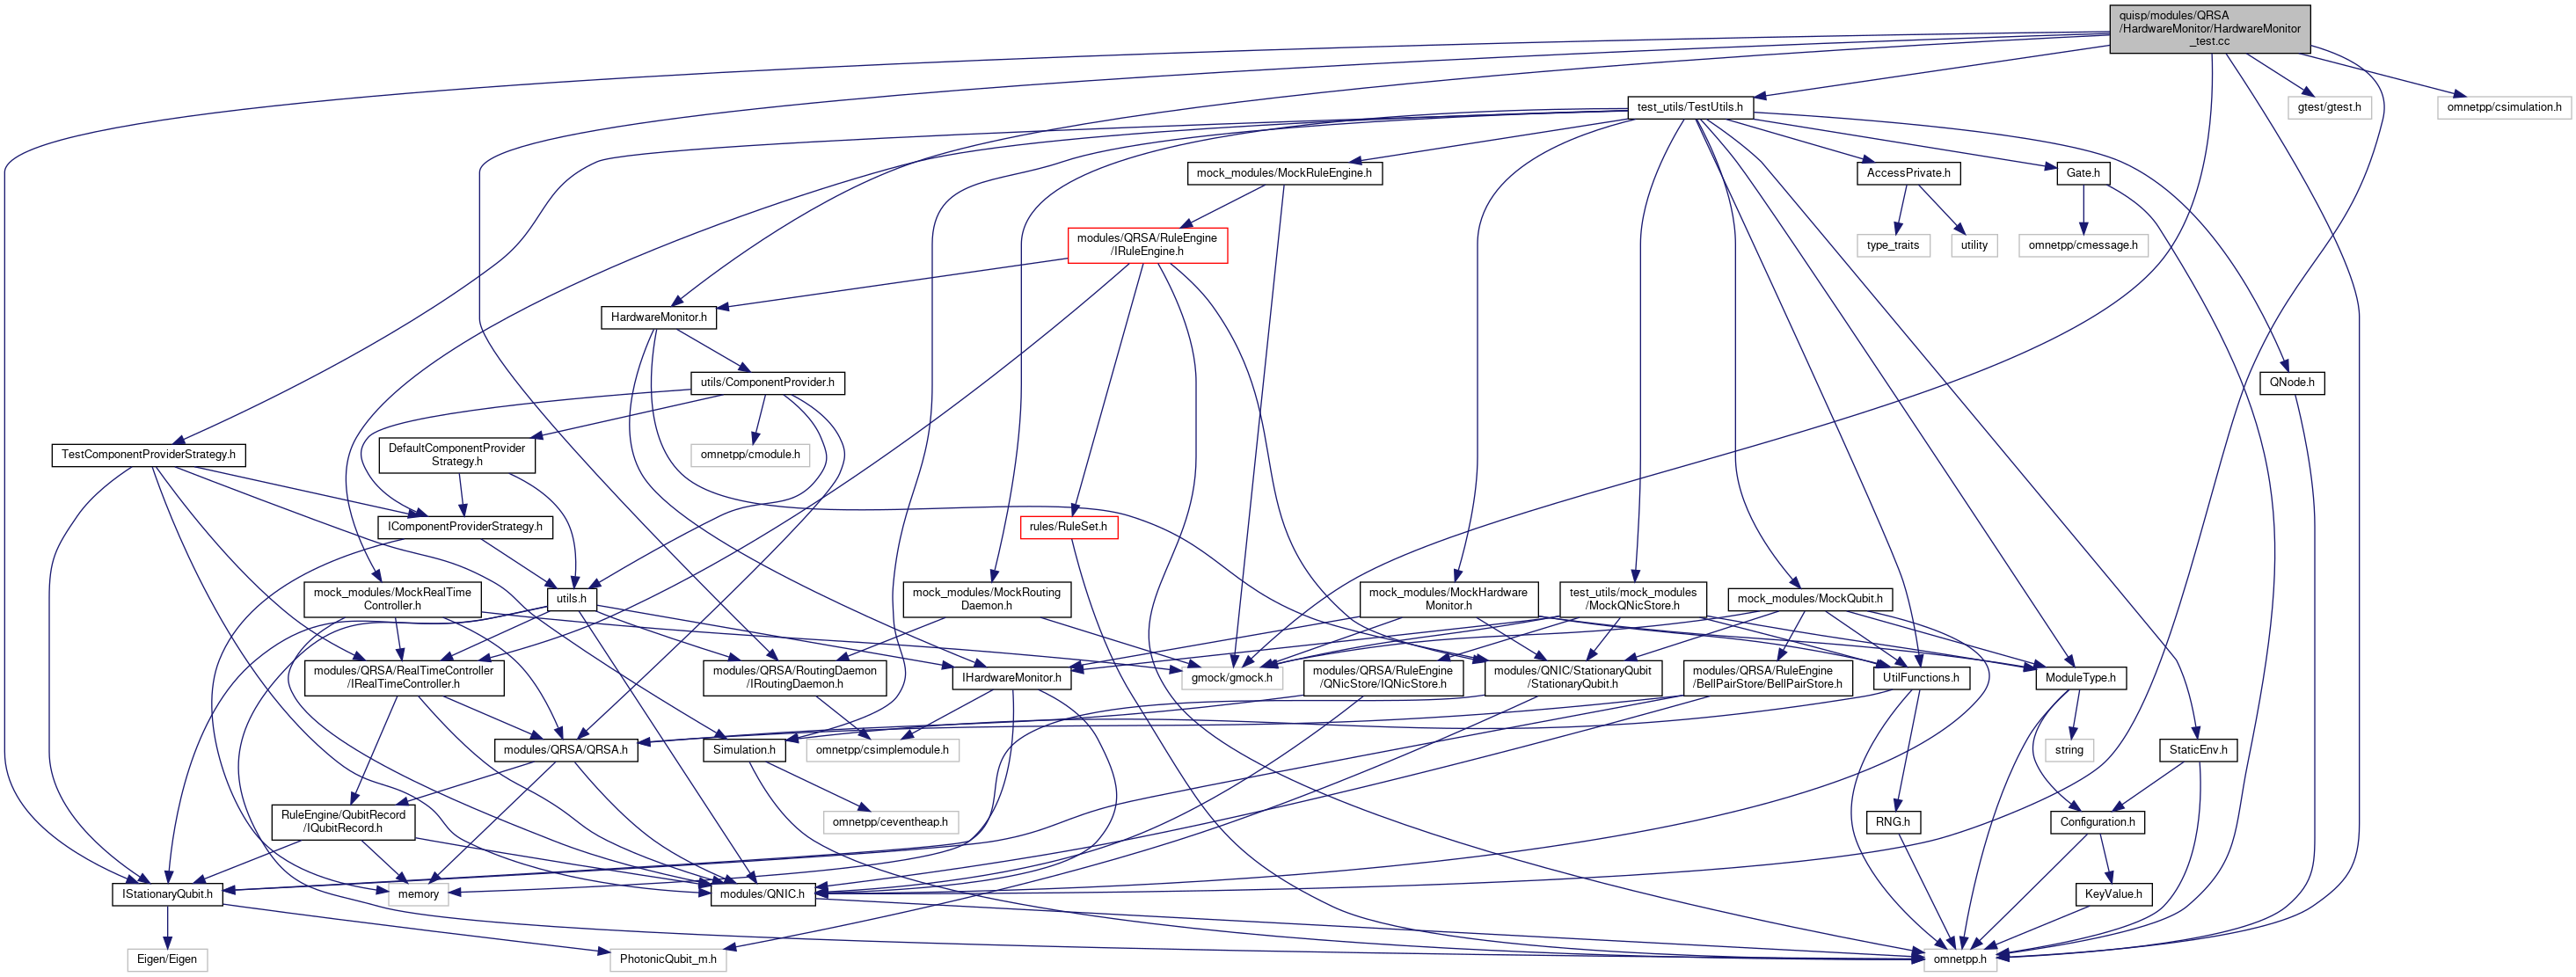 quisp/modules/QRSA
/HardwareMonitor/HardwareMonitor
_test.cc
test_utils/TestUtils.h
gtest/gtest.h
omnetpp/csimulation.h
mock_modules/MockRuleEngine.h
AccessPrivate.h
Gate.h
modules/QRSA/RuleEngine
/IRuleEngine.h
type_traits
utility
omnetpp/cmessage.h
HardwareMonitor.h
utils/ComponentProvider.h
QNode.h
TestComponentProviderStrategy.h
DefaultComponentProvider
Strategy.h
omnetpp/cmodule.h
IComponentProviderStrategy.h
rules/RuleSet.h
mock_modules/MockRealTime
Controller.h
utils.h
mock_modules/MockRouting
Daemon.h
mock_modules/MockHardware
Monitor.h
test_utils/mock_modules
/MockQNicStore.h
mock_modules/MockQubit.h
modules/QRSA/RealTimeController
/IRealTimeController.h
modules/QRSA/RoutingDaemon
/IRoutingDaemon.h
IHardwareMonitor.h
gmock/gmock.h
modules/QRSA/RuleEngine
/QNicStore/IQNicStore.h
modules/QNIC/StationaryQubit
/StationaryQubit.h
modules/QRSA/RuleEngine
/BellPairStore/BellPairStore.h
UtilFunctions.h
ModuleType.h
modules/QRSA/QRSA.h
Simulation.h
omnetpp/csimplemodule.h
string
StaticEnv.h
RuleEngine/QubitRecord
/IQubitRecord.h
omnetpp/ceventheap.h
RNG.h
Configuration.h
IStationaryQubit.h
memory
modules/QNIC.h
KeyValue.h
Eigen/Eigen
PhotonicQubit_m.h
omnetpp.h